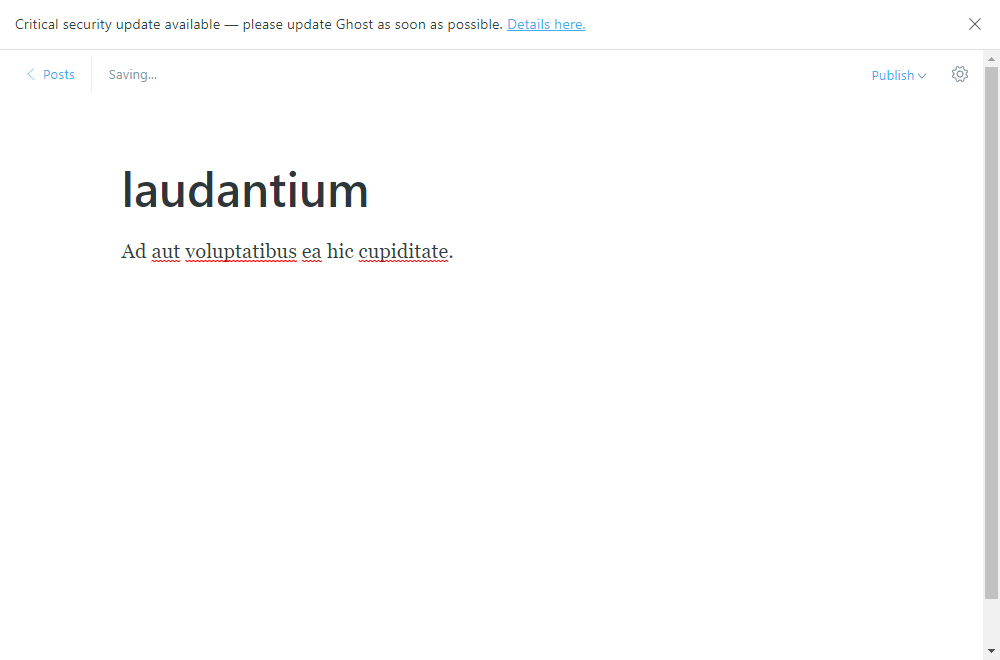 Critical security update available — please update Ghost as soon as possible. Details here.
Posts
Saving...
Publish
laudantium
Ad aut voluptatibus ea hic cupiditate.